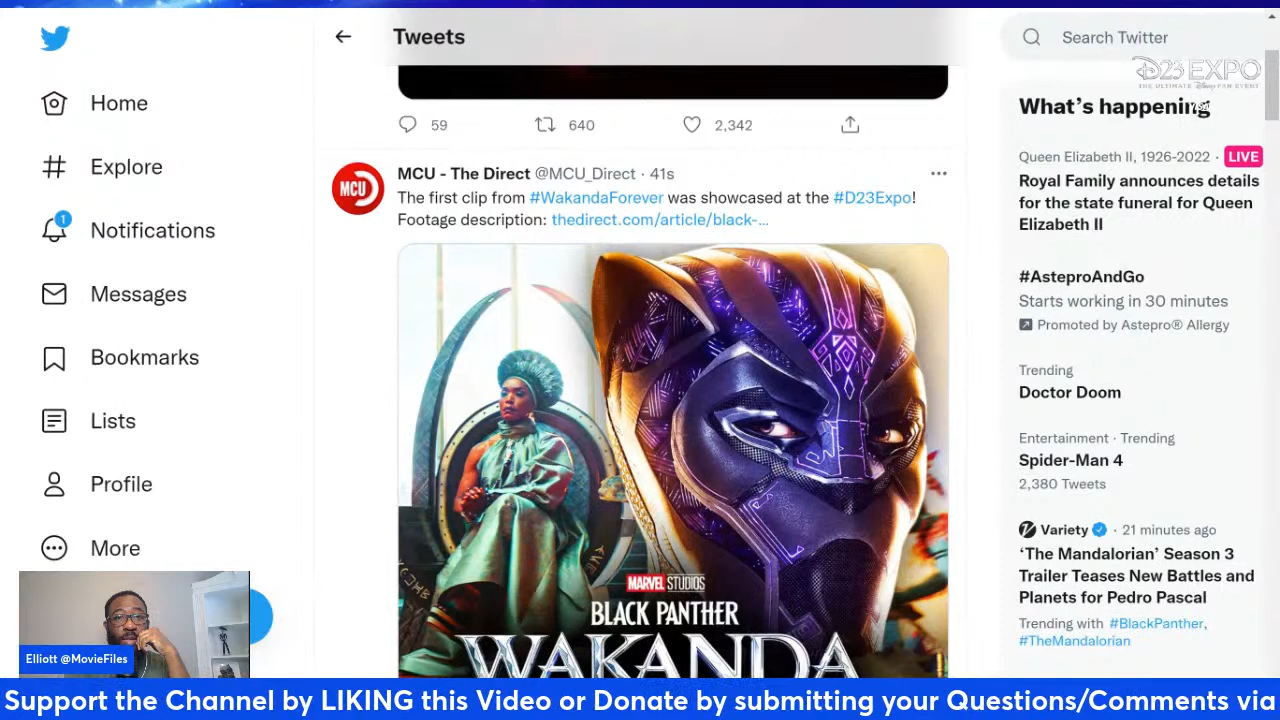 Tweets
Search Twitter
D23 EXPO
THE ULTIMATE Disney FAN EVENT
Home
Explore
1
Notifications
Messages
Bookmarks
Lists
Profile
More
59
640
2,342
MCU
MCU - The Direct @MCU_Direct · 41s
The first clip from #WakandaForever was showcased at the #D23Expo!
Footage description: thedirect.com/article/black-...
MARVEL STUDIOS
BLACK PANTHER
WAKANDA
What's happening
Queen Elizabeth II, 1926-2022 · LIVE
Royal Family announces details
for the state funeral for Queen
Elizabeth II
#AsteproAndGo
Starts working in 30 minutes
Promoted by Astepro® Allergy
Trending
Doctor Doom
Entertainment · Trending
Spider-Man 4
2,380 Tweets
Variety · 21 minutes ago
‘The Mandalorian’ Season 3
Trailer Teases New Battles and
Planets for Pedro Pascal
Trending with #BlackPanther,
#TheMandalorian
Elliott @MovieFiles
Support the Channel by LIKING this Video or Donate by submitting your Questions/Comments via